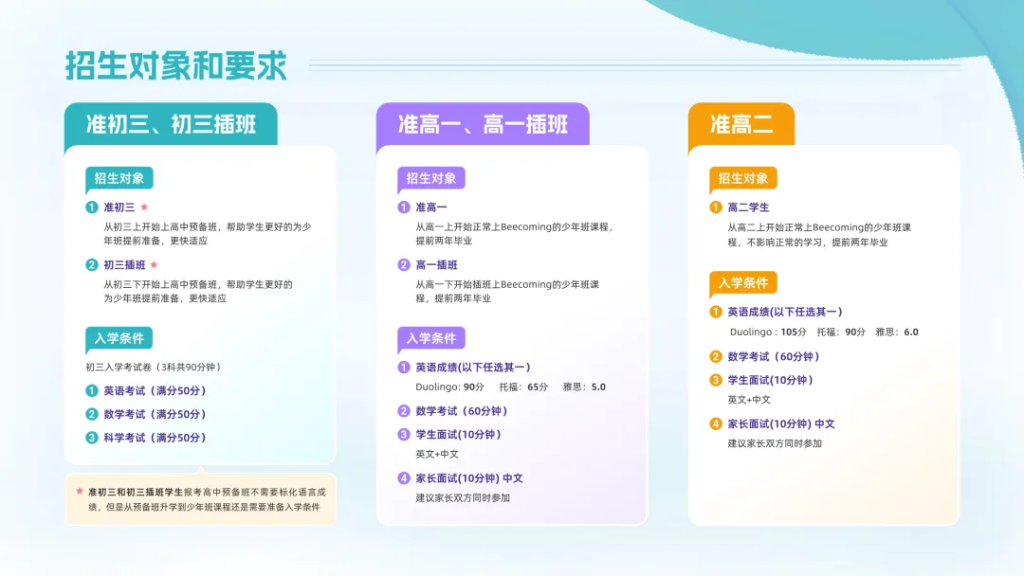 招生对象和要求
准初三、初三插班
招生对象
1 准初三 ★
从初三上开始上高中预备班，帮助学生更好的为少
年班提前准备，更快适应
2 初三插班 ★
从初三下开始上高中预备班，帮助学生更好的
为少年班提前准备，更快适应
入学条件
初三入学考试卷（3科共90分钟）
1 英语考试（满分50分）
2 数学考试（满分50分）
3 科学考试（满分50分）
★ 准初三和初三插班学生报考高中预备班不需要标化语言成
绩，但是从预备班升学到少年班课程还是需要准备入学条件
准高一、高一插班
招生对象
1 准高一
从高一上开始正常上Beecoming的少年班课程，
提前两年毕业
2 高一插班
从高一下开始插班上Beecoming的少年班课
程，提前两年毕业
入学条件
1 英语成绩(以下任选其一)
Duolingo: 90分 托福：65分 雅思：5.0
2 数学考试（60分钟）
3 学生面试(10分钟)
英文+中文
4 家长面试(10分钟) 中文
建议家长双方同时参加
准高二
招生对象
1 高二学生
从高二上开始正常上Beecoming的少年班课
程，不影响正常的学习，提前两年毕业
入学条件
1 英语成绩(以下任选其一)
Duolingo : 105分 托福：90分 雅思：6.0
2 数学考试（60分钟）
3 学生面试(10分钟)
英文+中文
4 家长面试(10分钟) 中文
建议家长双方同时参加